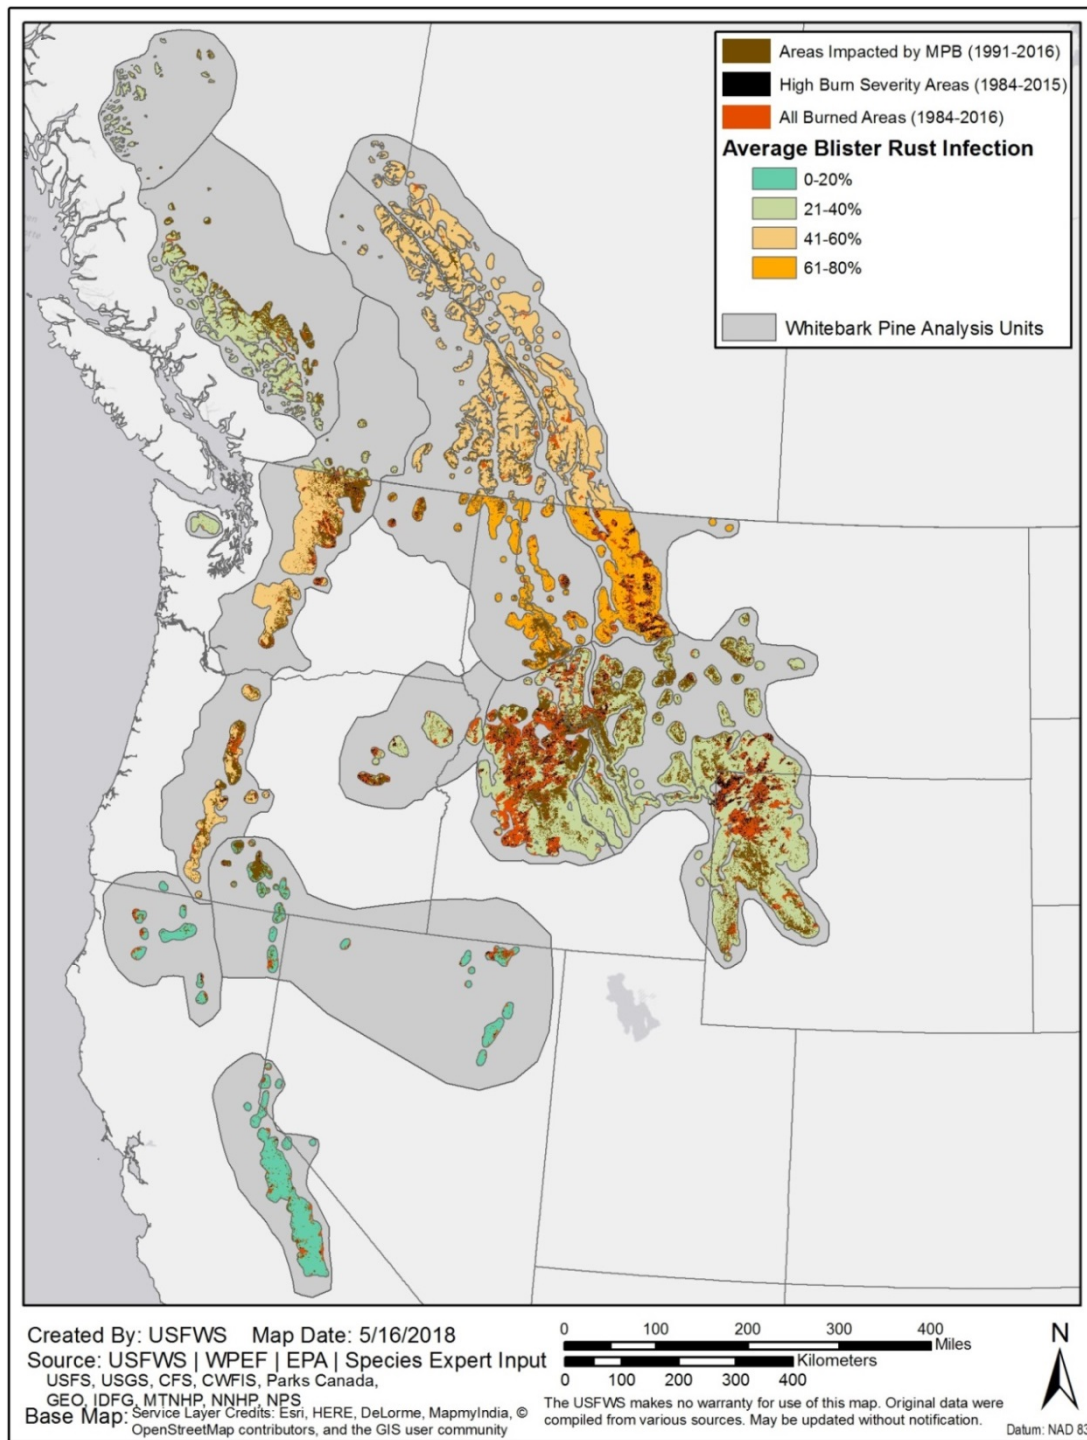 Areas Impacted by MPB (1991-2016)
High Burn Severity Areas (1984-2015)
All Burned Areas (1984-2016)
Average Blister Rust Infection
0-20%
21-40%
41-60%
61-80%
Whitebark Pine Analysis Units
Created By: USFWS Map Date: 5/16/2018
Source: USFWS | WPEF | EPA | Species Expert Input
USFS, USGS, CFS, CWFIS, Parks Canada,
GEO, IDFG, MTNHP, NNHP, NPS
Base Map: Service Layer Credits: Esri, HERE, DeLorme, MapmyIndia, ©
OpenStreetMap contributors, and the GIS user community
0 100 200 300 400
Miles
Kilometers
0 100 200 300 400
The USFWS makes no warranty for use of this map. Original data were
compiled from various sources. May be updated without notification.
N
Datum: NAD 83